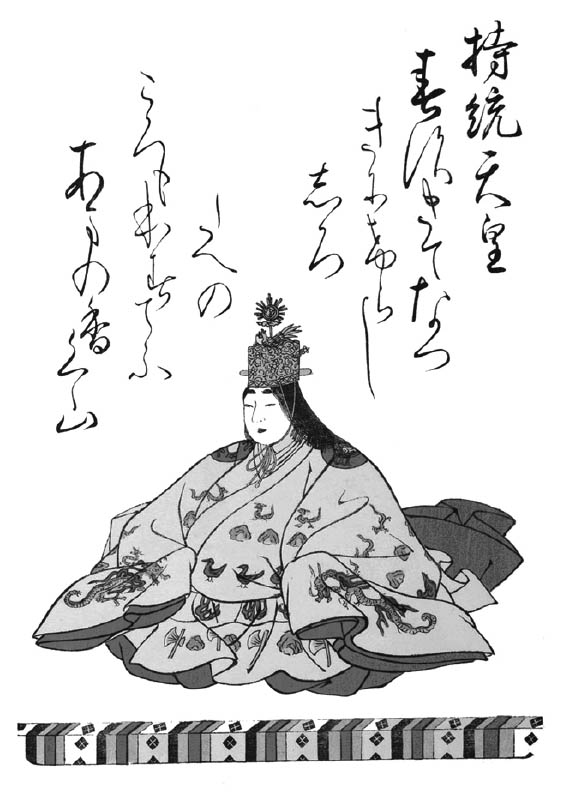 持統天皇
春すきてなつ
きにけらし
志ろ
たへの
ころもほすてふ
あまの香く山